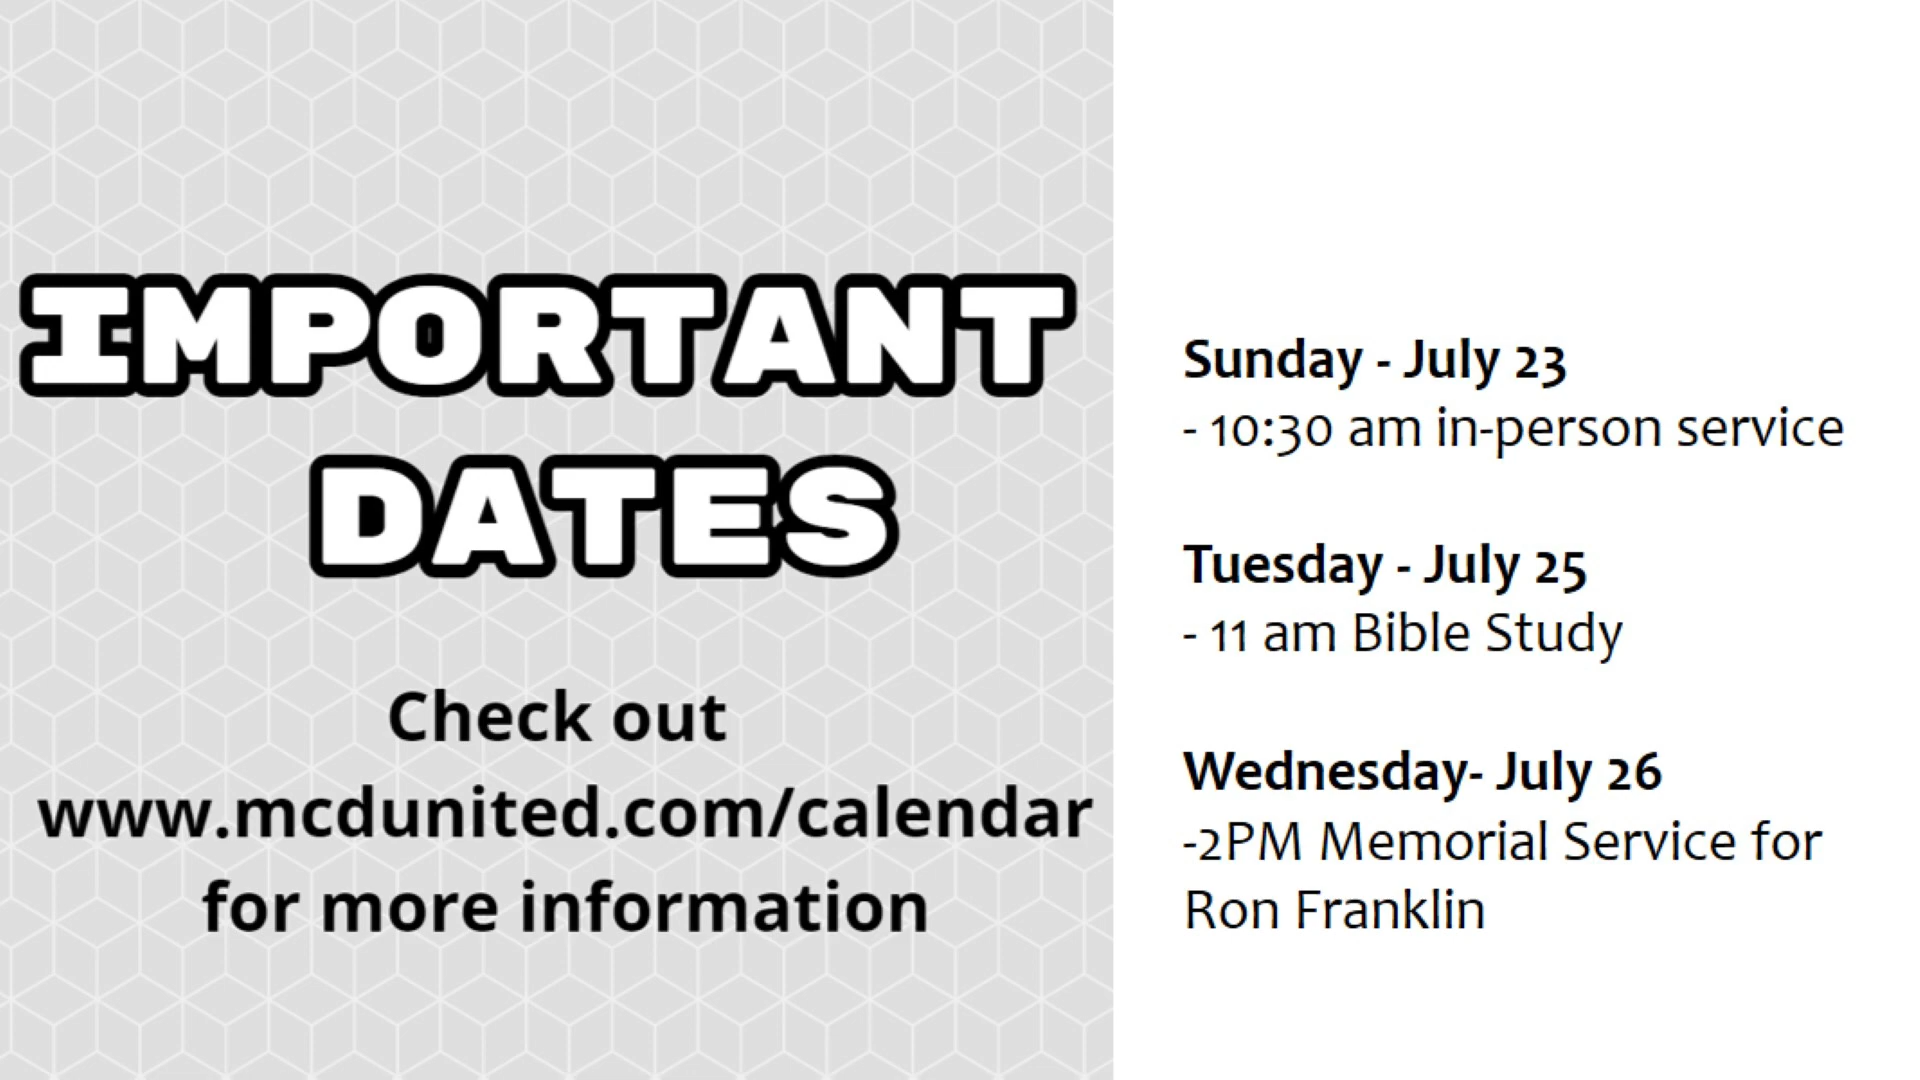 IMPORTANT
DATES
Check out
www.mcdunited.com/calendar
for more information
Sunday - July 23
- 10:30 am in-person service
Tuesday - July 25
- 11 am Bible Study
Wednesday- July 26
-2PM Memorial Service for
Ron Franklin